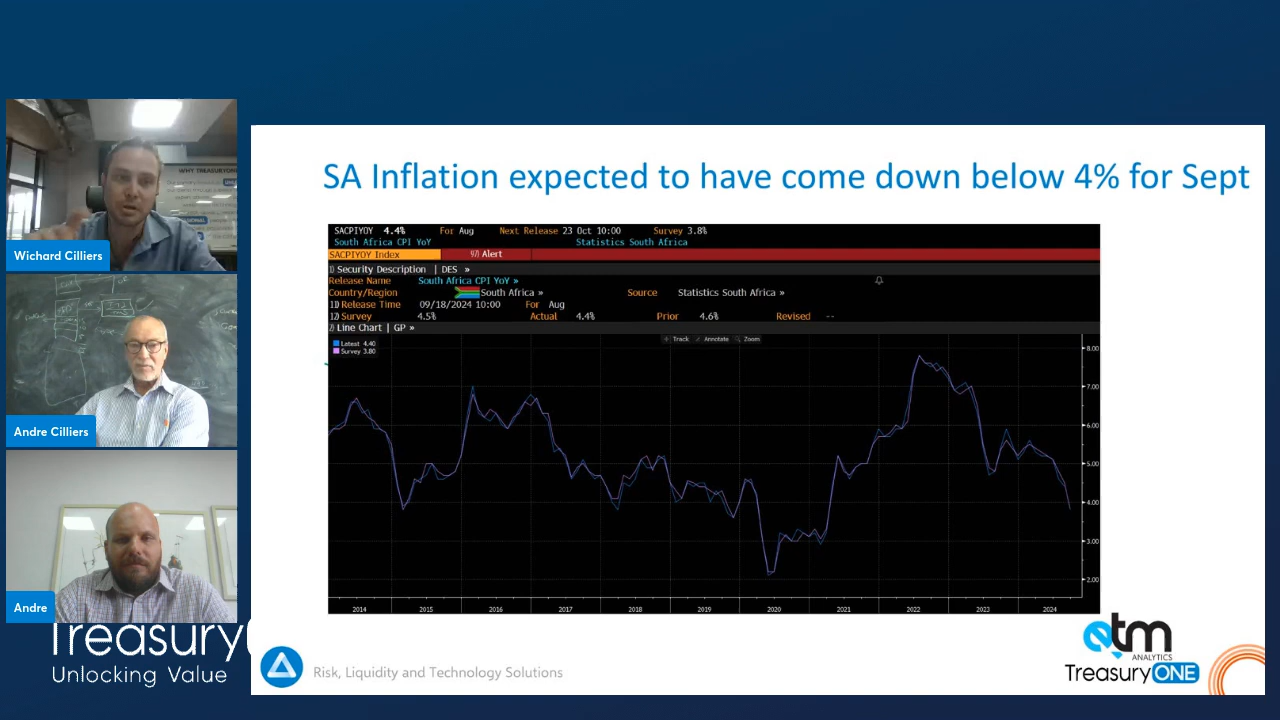 WHY TREASURYONE
Wichard Cilliers
Andre Cilliers
Andre
Treasury
Unlocking Value
SA Inflation expected to have come down below 4% for Sept
SACPIYOY 4.4% For Aug Next Release 23 Oct 10:00 Survey 3.8%
South Africa CPI YoY Statistics South Africa
SACPIYOY Index 97) Alert
1) Security Description | DES »
Release Name South Africa CPI YoY »
Country/Region South Africa » Source Statistics South Africa »
11) Release Time 09/18/2024 10:00 For Aug
12) Survey 4.5% Actual 4.4% Prior 4.6% Revised --
2) Line Chart | GP »
Track Annotate Zoom
Latest 4.40
Survey 3.80
8.00
7.00
6.00
5.00
4.00
3.00
2.00
2014 2015 2016 2017 2018 2019 2020 2021 2022 2023 2024
etm
ANALYTICS
TreasuryONE
Risk, Liquidity and Technology Solutions